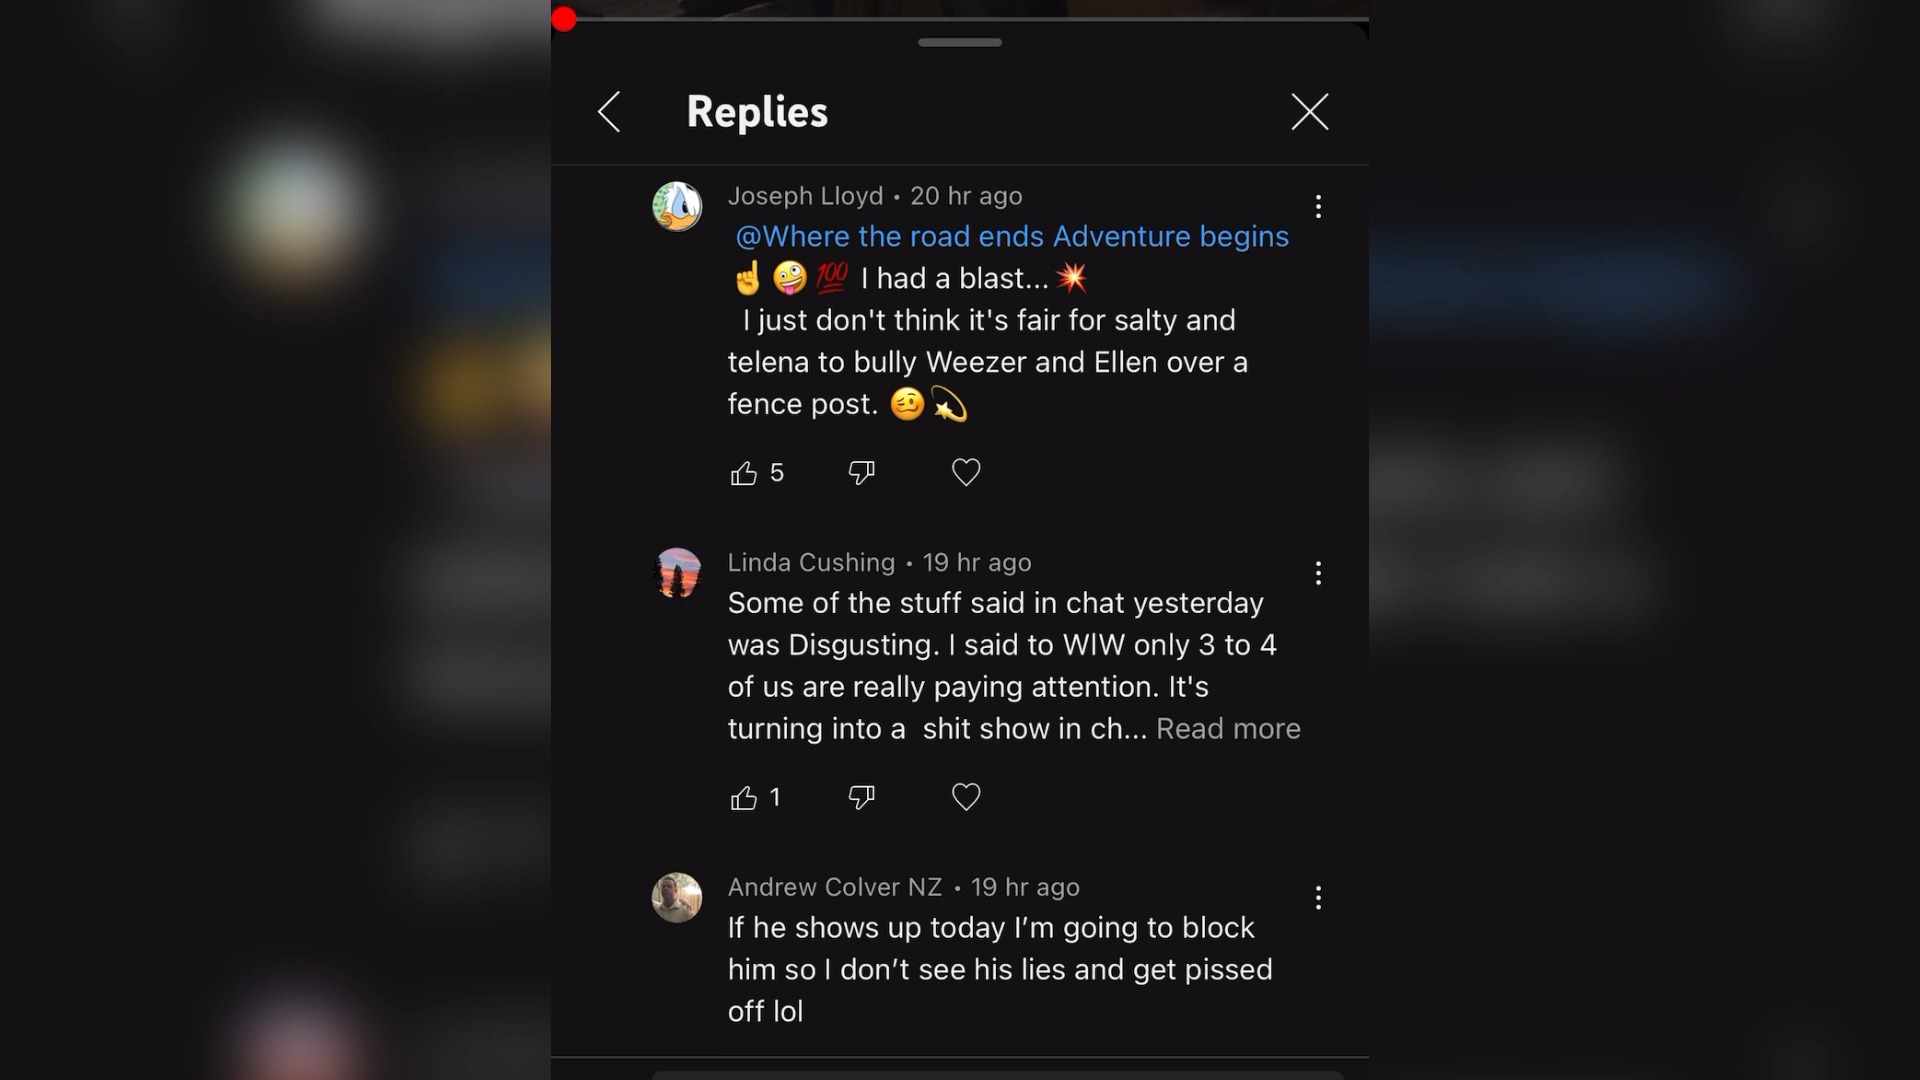 Replies
Joseph Lloyd • 20 hr ago
@Where the road ends Adventure begins
☝️🤪💯 I had a blast...💥
I just don't think it's fair for salty and
telena to bully Weezer and Ellen over a
fence post. 🥴💫
5
Linda Cushing • 19 hr ago
Some of the stuff said in chat yesterday
was Disgusting. I said to WIW only 3 to 4
of us are really paying attention. It's
turning into a  shit show in ch... Read more
1
Andrew Colver NZ • 19 hr ago
If he shows up today I’m going to block
him so I don’t see his lies and get pissed
off lol